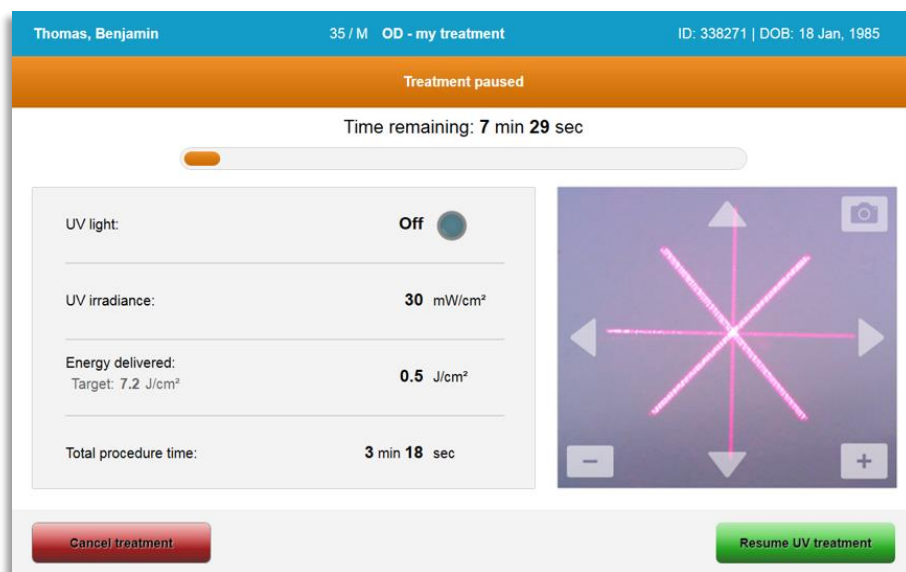 Thomas, Benjamin 35 / M OD - my treatment ID: 338271 | DOB: 18 Jan, 1985
Treatment paused
Time remaining: 7 min 29 sec
UV light: Off
UV irradiance: 30 mW/cm²
Energy delivered:
Target: 7.2 J/cm² 0.5 J/cm²
Total procedure time: 3 min 18 sec
Cancel treatment Resume UV treatment